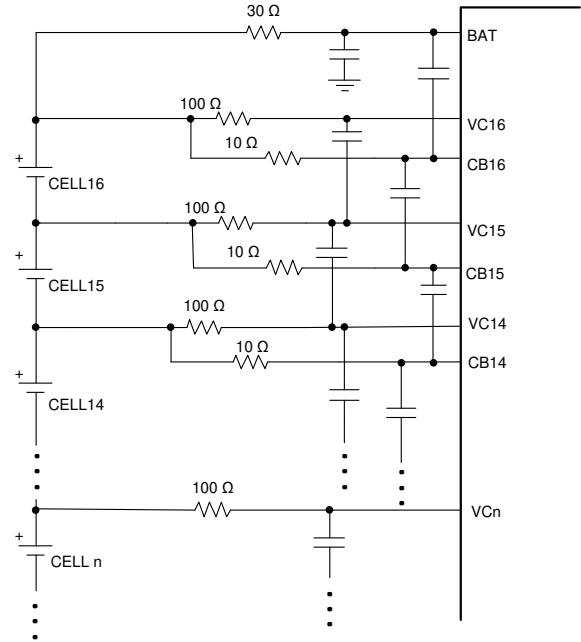 30 Ω
BAT
100 Ω
VC16
10 Ω
CB16
+
CELL16
100 Ω
VC15
10 Ω
CB15
+
CELL15
100 Ω
VC14
10 Ω
CB14
+
CELL14
100 Ω
VCn
+
CELL n